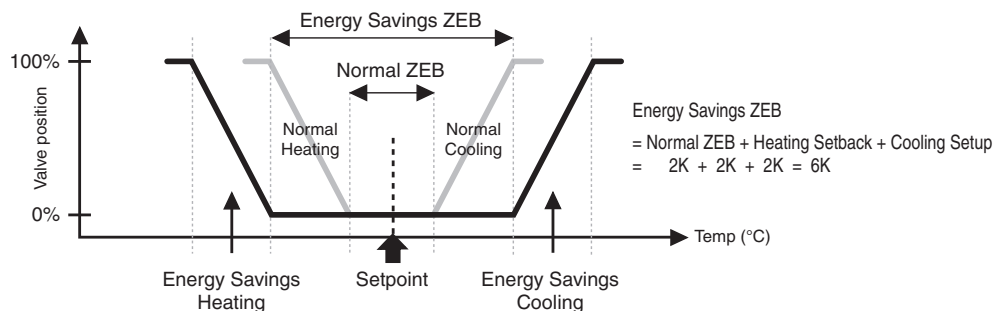 Energy Savings ZEB
Normal ZEB
100%
Valve position
0%
Normal
Heating
Normal
Cooling
Energy Savings ZEB
= Normal ZEB + Heating Setback + Cooling Setup
= 2K + 2K + 2K = 6K
Temp (°C)
Energy Savings
Heating
Setpoint
Energy Savings
Cooling